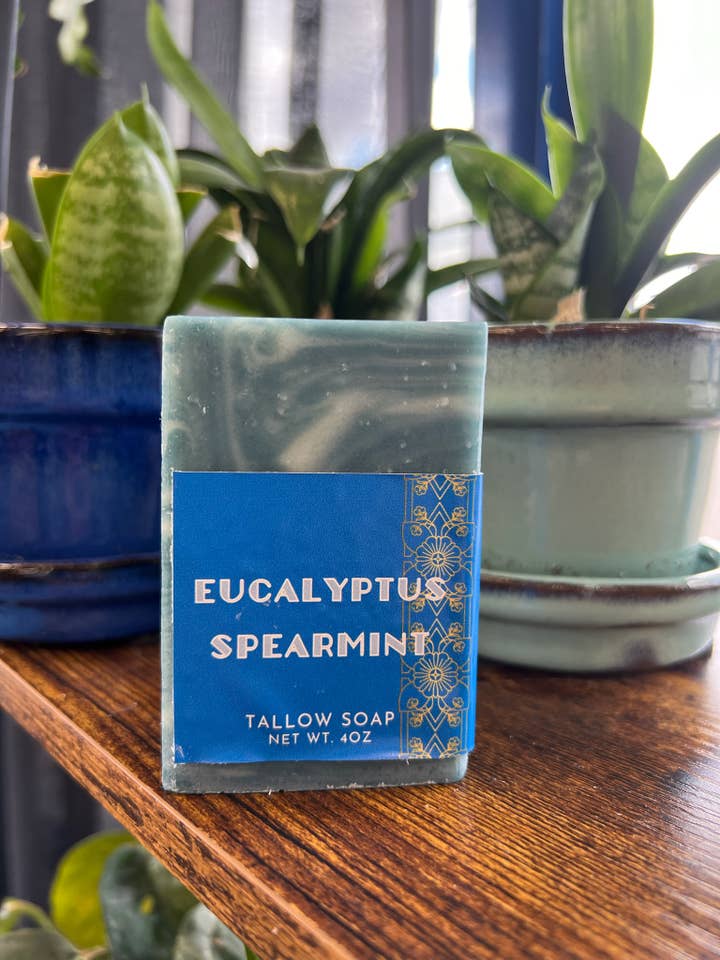 EUCALYPTUS
SPEARMINT
TALLOW SOAP
NET WT. 4OZ